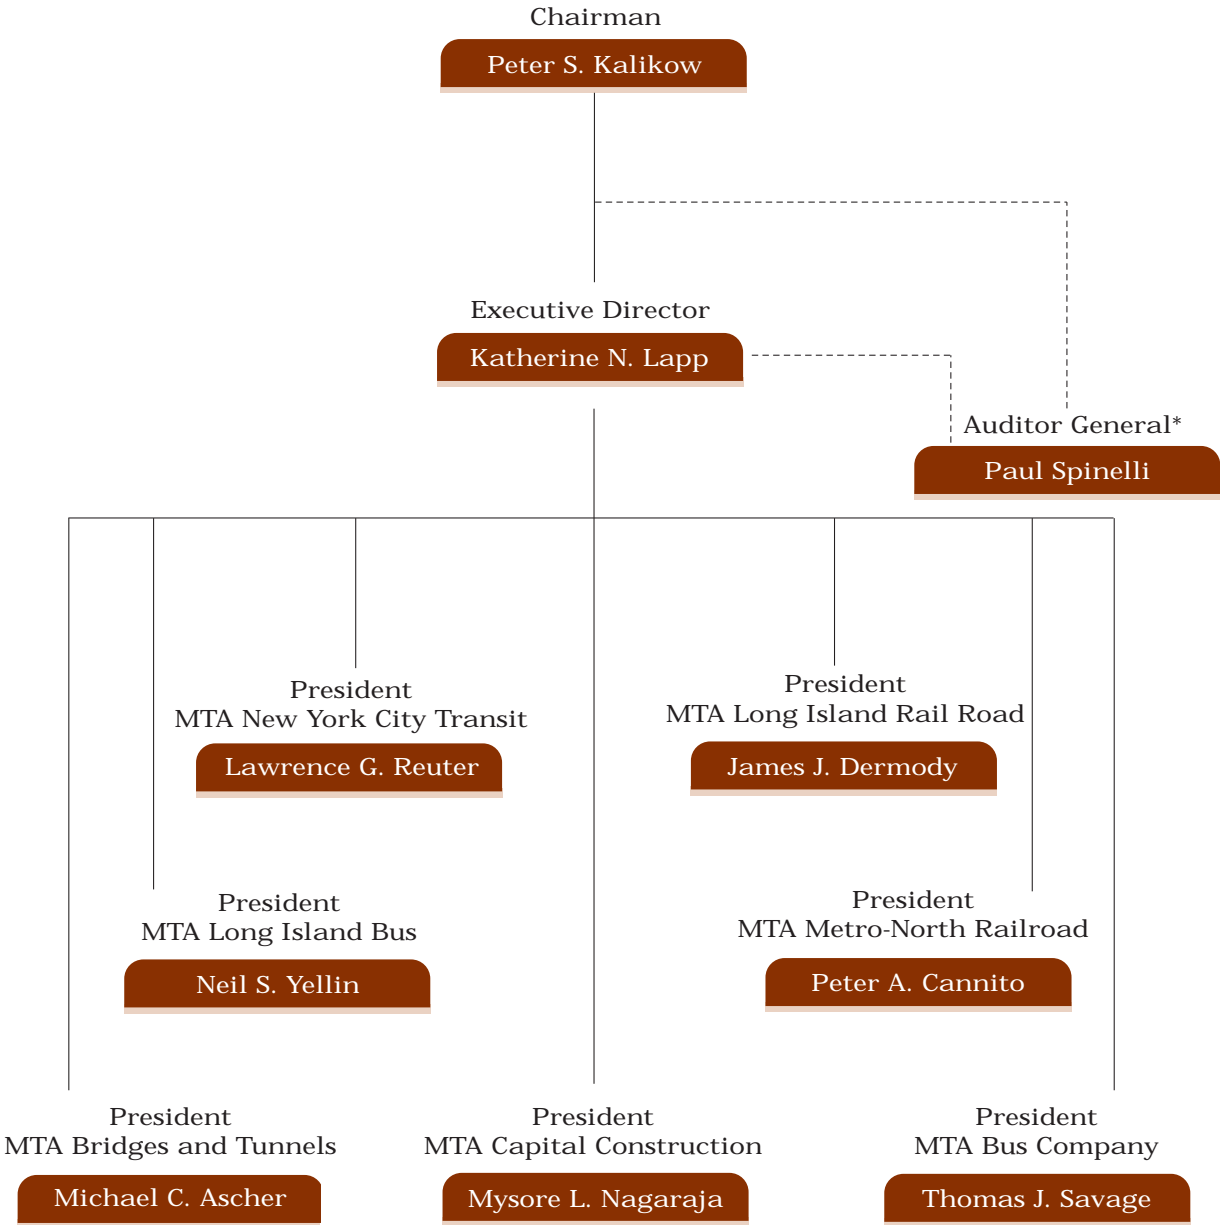 Chairman
Peter S. Kalikow
Executive Director
Katherine N. Lapp
Auditor General*
Paul Spinelli
President
MTA New York City Transit
Lawrence G. Reuter
President
MTA Long Island Rail Road
James J. Dermody
President
MTA Long Island Bus
Neil S. Yellin
President
MTA Metro-North Railroad
Peter A. Cannito
President
MTA Bridges and Tunnels
Michael C. Ascher
President
MTA Capital Construction
Mysore L. Nagaraja
President
MTA Bus Company
Thomas J. Savage